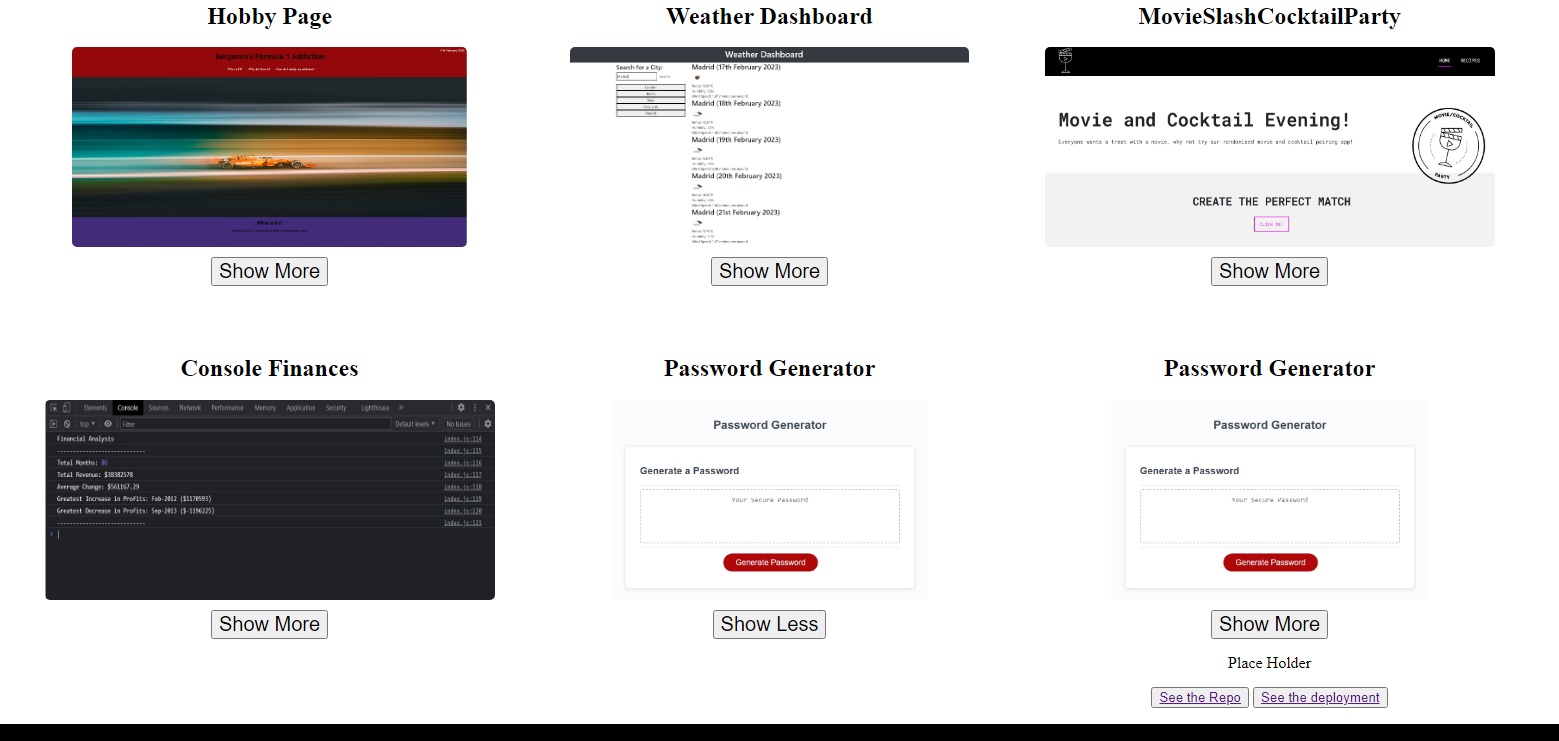 Hobby Page
Weather Dashboard
MovieSlashCocktailParty
Benjamin's Formula 1 Addiction
What is F1?
Weather Dashboard
Search for a City:
Madrid (17th February 2023)
Madrid (18th February 2023)
Madrid (19th February 2023)
Madrid (20th February 2023)
Madrid (21st February 2023)
HOME RECIPES
Movie and Cocktail Evening!
Everyone wants a treat with a movie, why not try our randomised movie and cocktail pairing app!
MOVIE/COCKTAIL
PARTY
CREATE THE PERFECT MATCH
CLICK ME!
Show More
Show More
Show More
Console Finances
Password Generator
Password Generator
Elements Console Sources Network Performance Memory Application Security Lighthouse »
top ▾ Filter Default levels ▾ No Issues
Financial Analysis index.js:114
---------------------------- index.js:115
Total Months: 86 index.js:116
Total Revenue: $38382578 index.js:117
Average Change: $561167.29 index.js:118
Greatest Increase in Profits: Feb-2012 ($1170593) index.js:119
Greatest Decrease in Profits: Sep-2013 ($-1196225) index.js:120
---------------------------- index.js:121
Password Generator
Generate a Password
Your Secure Password
Generate Password
Password Generator
Generate a Password
Your Secure Password
Generate Password
Show More
Show Less
Show More
Place Holder
See the Repo See the deployment